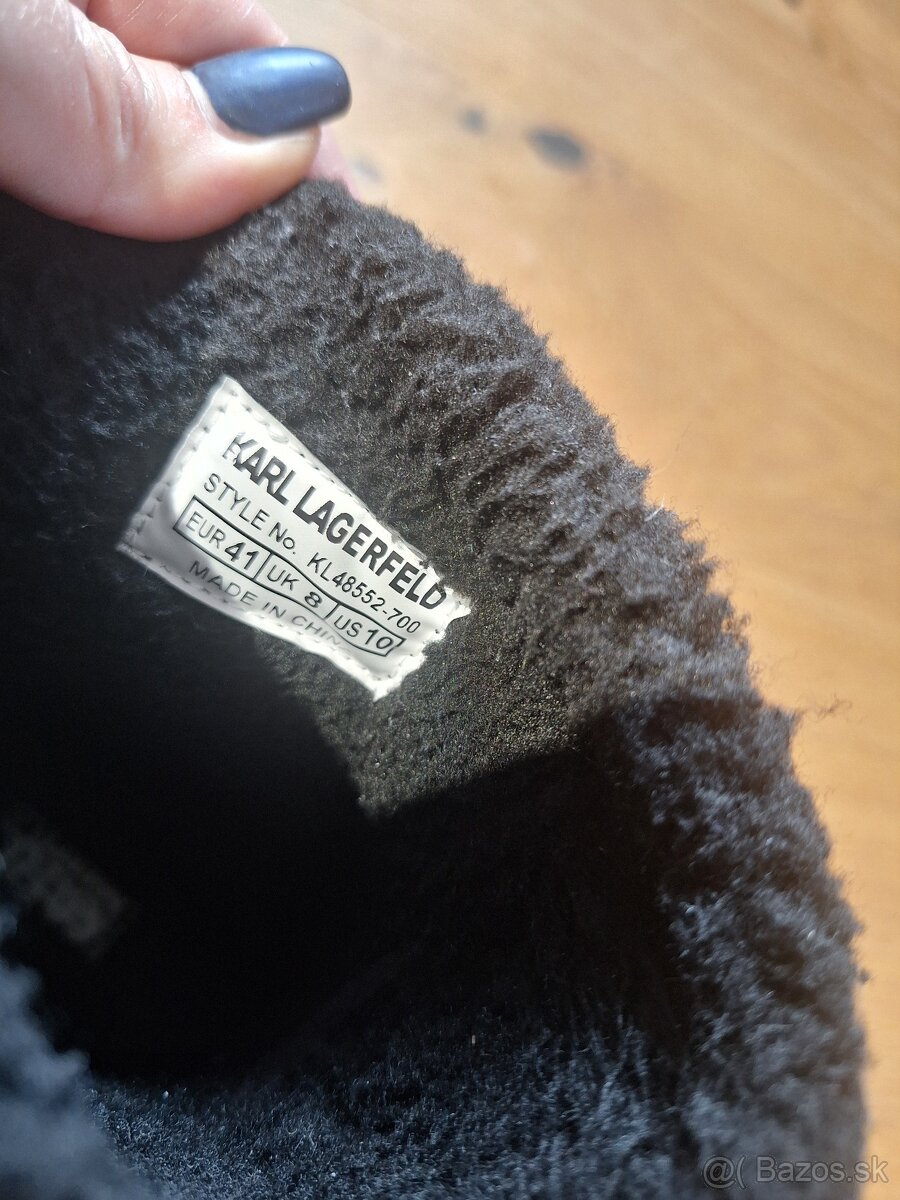 KARL LAGERFELD
STYLE No. KL48552-700
EUR 41 UK 8 US 10
MADE IN CHINA
@( Bazos.sk